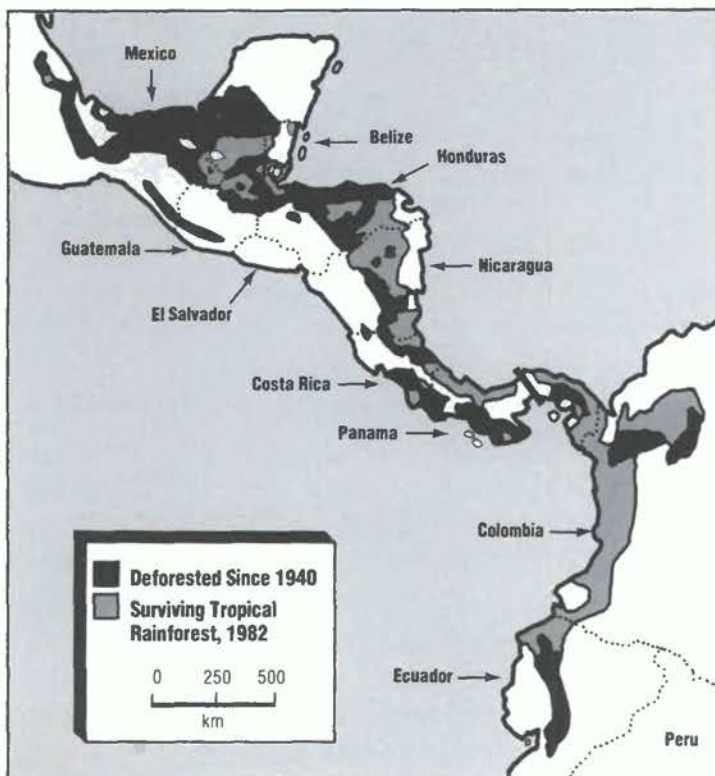 Mexico
Belize
Honduras
Guatemala
Nicaragua
El Salvador
Costa Rica
Panama
Colombia
Deforested Since 1940
Surviving Tropical
Rainforest, 1982
0 250 500
km
Ecuador
Peru